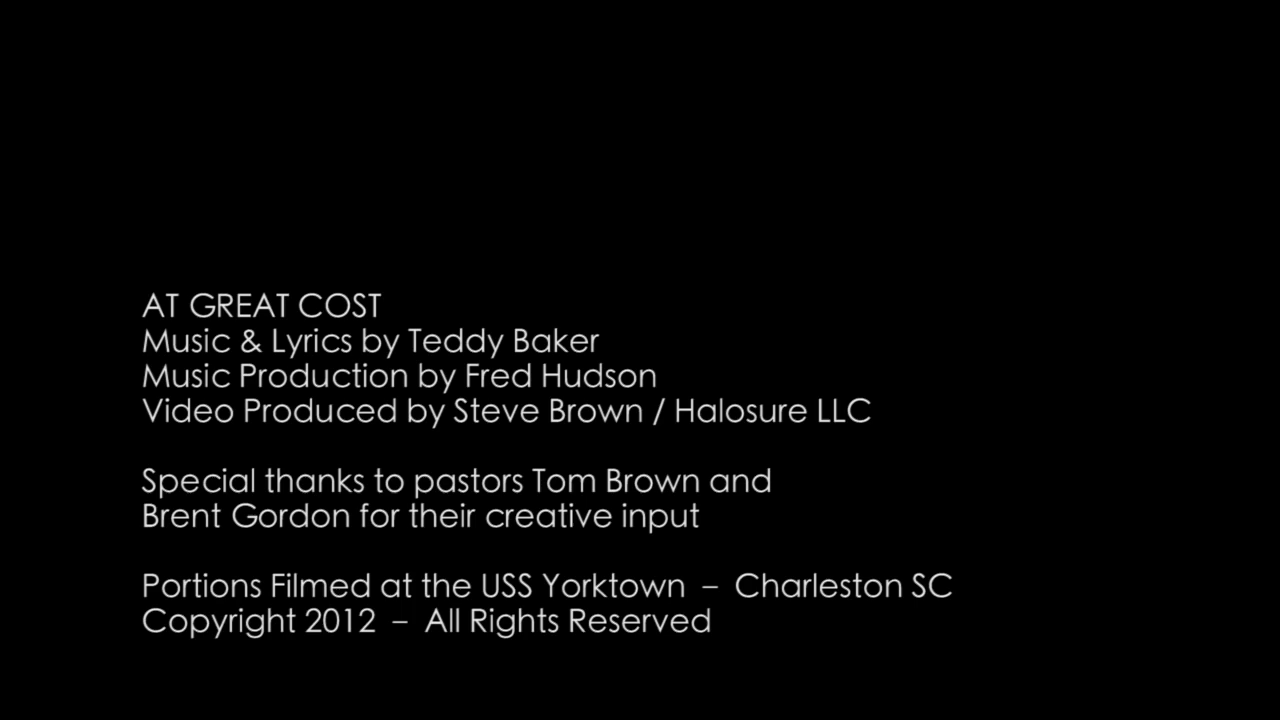 AT GREAT COST
Music & Lyrics by Teddy Baker
Music Production by Fred Hudson
Video Produced by Steve Brown / Halosure LLC
Special thanks to pastors Tom Brown and
Brent Gordon for their creative input
Portions Filmed at the USS Yorktown – Charleston SC
Copyright 2012 – All Rights Reserved